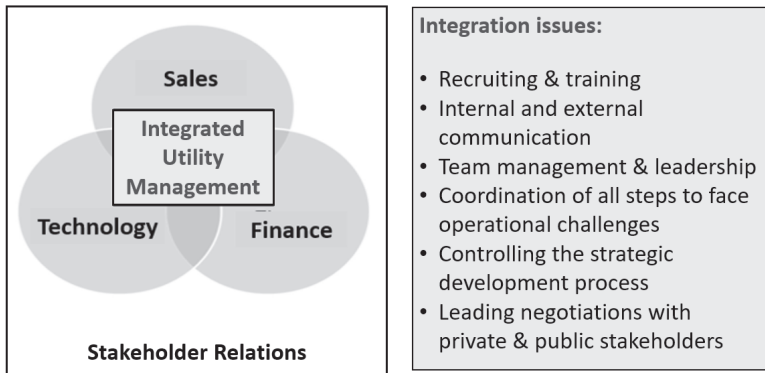 Sales
Integrated
Utility
Management
Technology
Finance
Stakeholder Relations
Integration issues:
• Recruiting & training
• Internal and external
communication
• Team management & leadership
• Coordination of all steps to face
operational challenges
• Controlling the strategic
development process
• Leading negotiations with
private & public stakeholders